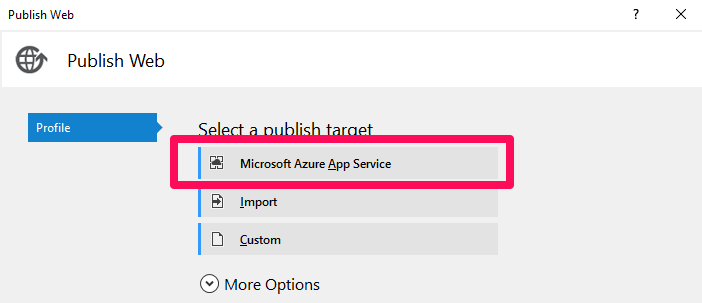 Publish Web
Publish Web
Profile
Select a publish target
Microsoft Azure App Service
Import
Custom
More Options